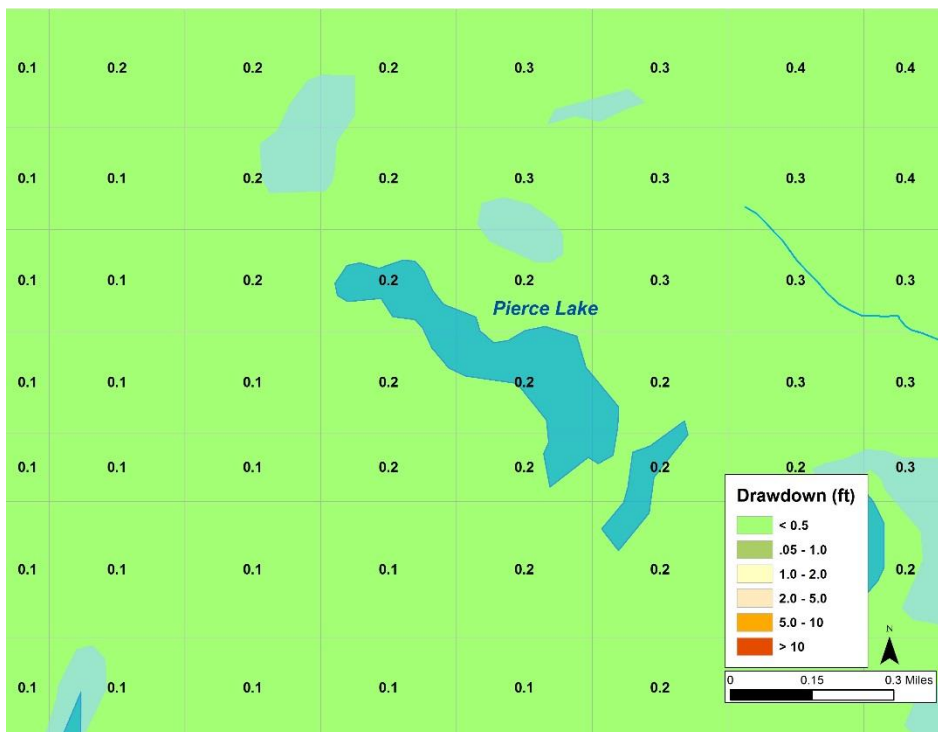 0.1 0.2 0.2 0.2 0.3 0.3 0.4 0.4
0.1 0.1 0.2 0.2 0.3 0.3 0.3 0.4
0.1 0.1 0.2 0.2 0.2 0.3 0.3 0.3
Pierce Lake
0.1 0.1 0.1 0.2 0.2 0.2 0.3 0.3
0.1 0.1 0.1 0.2 0.2 0.2 0.2 0.3
Drawdown (ft)
< 0.5
.05 - 1.0
1.0 - 2.0
2.0 - 5.0
5.0 - 10
> 10
0.1 0.1 0.1 0.1 0.2 0.2 0.2
N
0 0.15 0.3 Miles
0.1 0.1 0.1 0.1 0.1 0.2